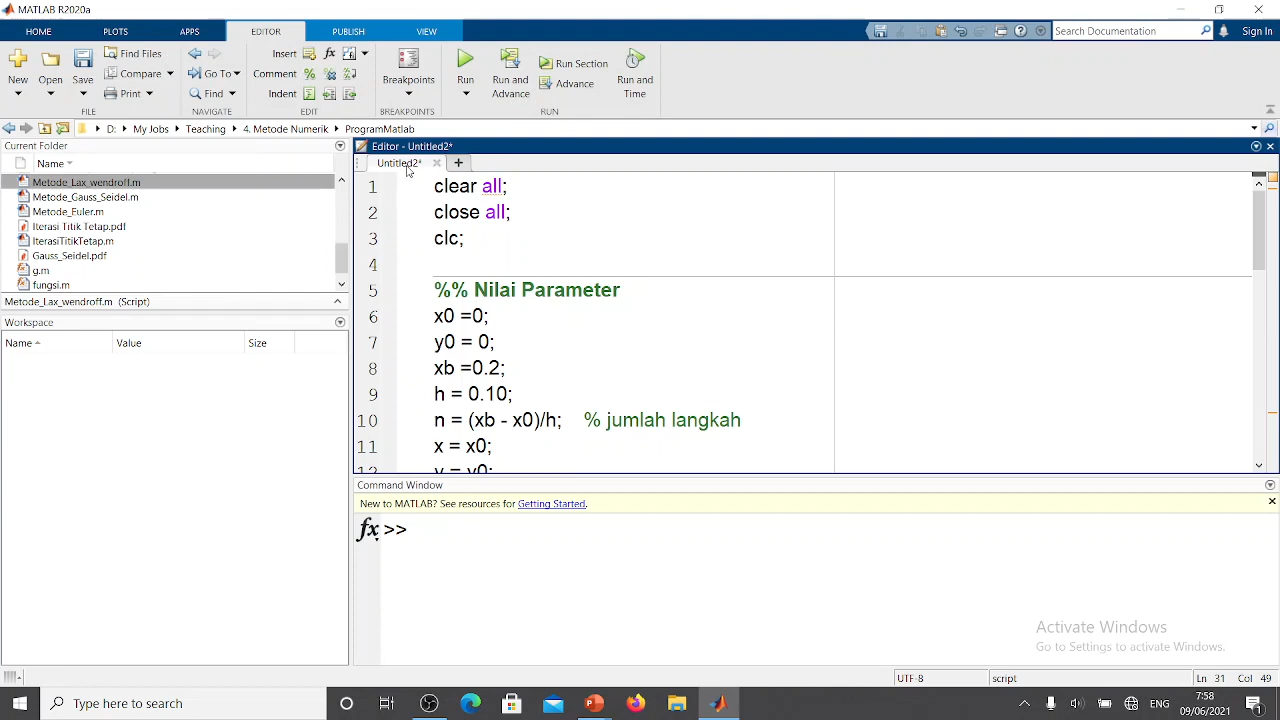 MATLAB R2020a
HOME PLOTS APPS EDITOR PUBLISH VIEW
Search Documentation
Sign In
New Open Save
Find Files
Compare
Print
Go To
Find
Insert
fx
Comment
Indent
Breakpoints
Run
Run and Advance
Run Section
Advance
Run and Time
FILE NAVIGATE EDIT BREAKPOINTS RUN
D: My Jobs Teaching 4. Metode Numerik ProgramMatlab
Current Folder
Name
Metode_Lax_wendroff.m
Metode_Gauss_Seidel.m
Metode_Euler.m
Iterasi Titik Tetap.pdf
IterasiTitikTetap.m
Gauss_Seidel.pdf
g.m
fungsi.m
Metode_Lax_wendroff.m (Script)
Workspace
Name Value Size
Editor - Untitled2*
Untitled2*
1 clear all;
2 close all;
3 clc;
4
5 %% Nilai Parameter
6 x0 =0;
7 y0 = 0;
8 xb =0.2;
9 h = 0.10;
10 n = (xb - x0)/h; % jumlah langkah
11 x = x0;
12 y = y0;
Command Window
New to MATLAB? See resources for Getting Started.
fx >>
Activate Windows
Go to Settings to activate Windows.
UTF-8 script Ln 31 Col 49
Type here to search
ENG
7:58
09/06/2021